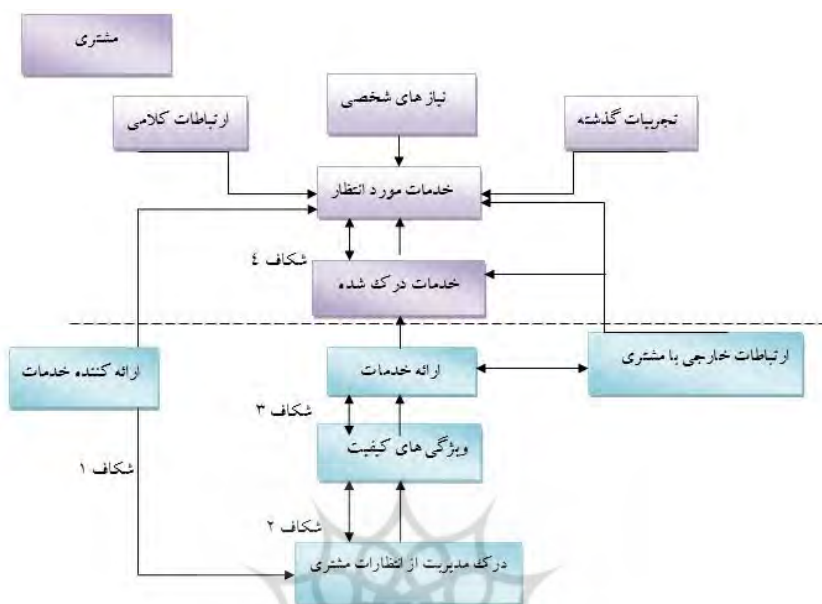 مشتری
نیاز های شخصی
تجربیات گذشته
ارتباطات کلامی
خدمات مورد انتظار
شکاف ٤
خدمات درک شده
ارتباطات خارجی با مشتری
ارائه خدمات
ارائه کننده خدمات
شکاف ۳
ویژگی های کیفیت
شکاف ۱
شکاف ۲
درک مدیریت از انتظارات مشتری